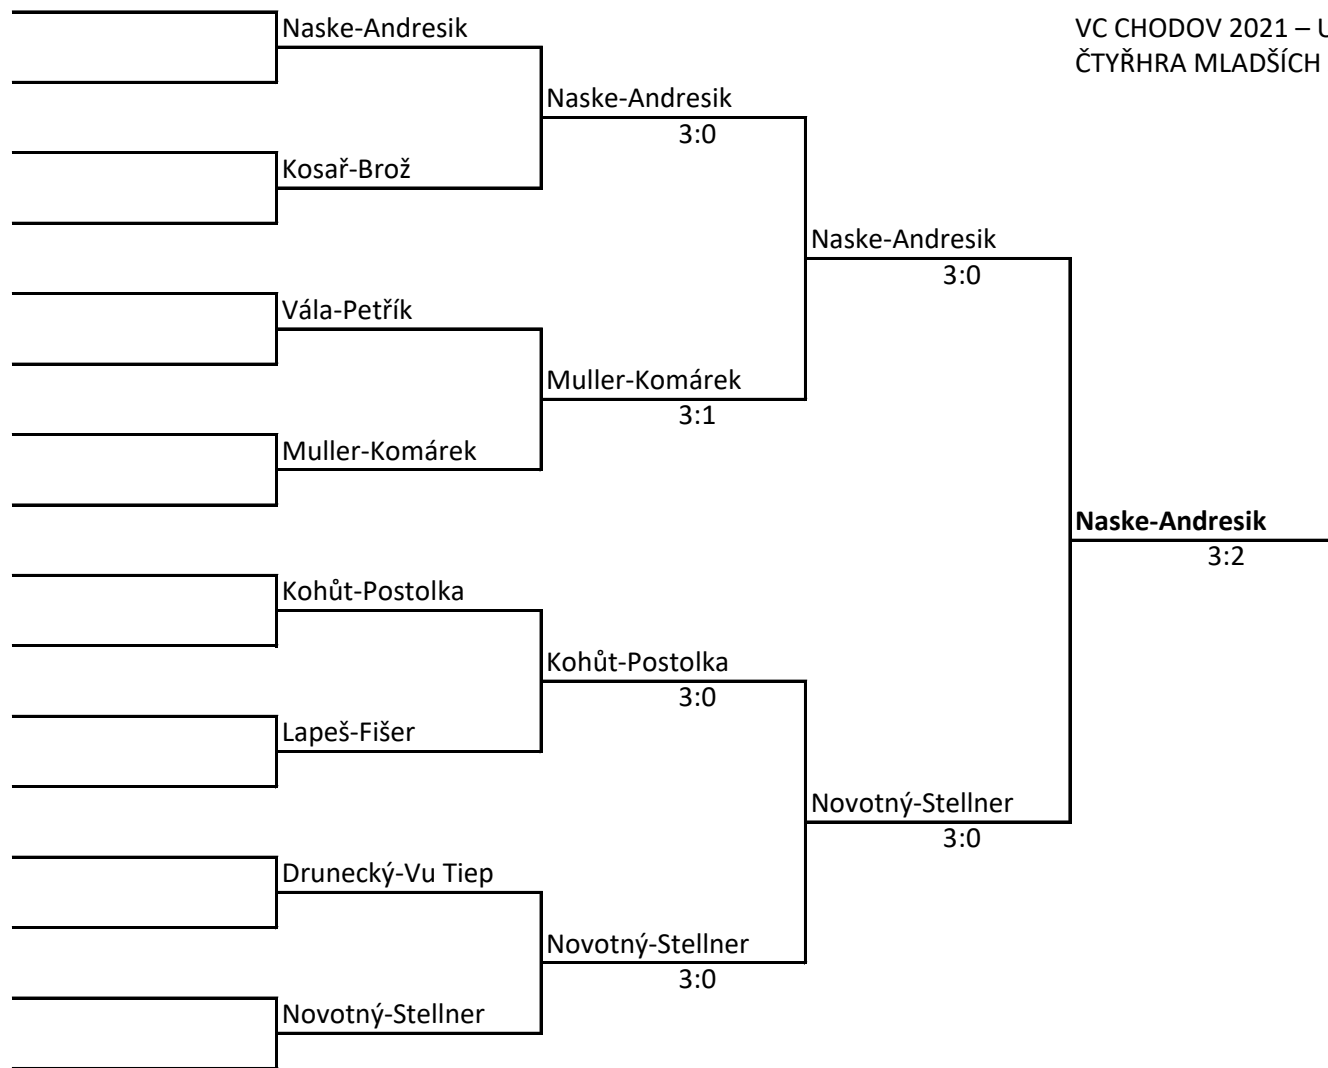 Naske-Andresik
VC CHODOV 2021 –
ČTYŘHRA MLADŠÍCH
Naske-Andresik
3:0
Kosař-Brož
Naske-Andresik
3:0
Vála-Petřík
Muller-Komárek
3:1
Muller-Komárek
Naske-Andresik
3:2
Kohůt-Postolka
Kohůt-Postolka
3:0
Lapeš-Fišer
Novotný-Stellner
3:0
Drunecký-Vu Tiep
Novotný-Stellner
3:0
Novotný-Stellner